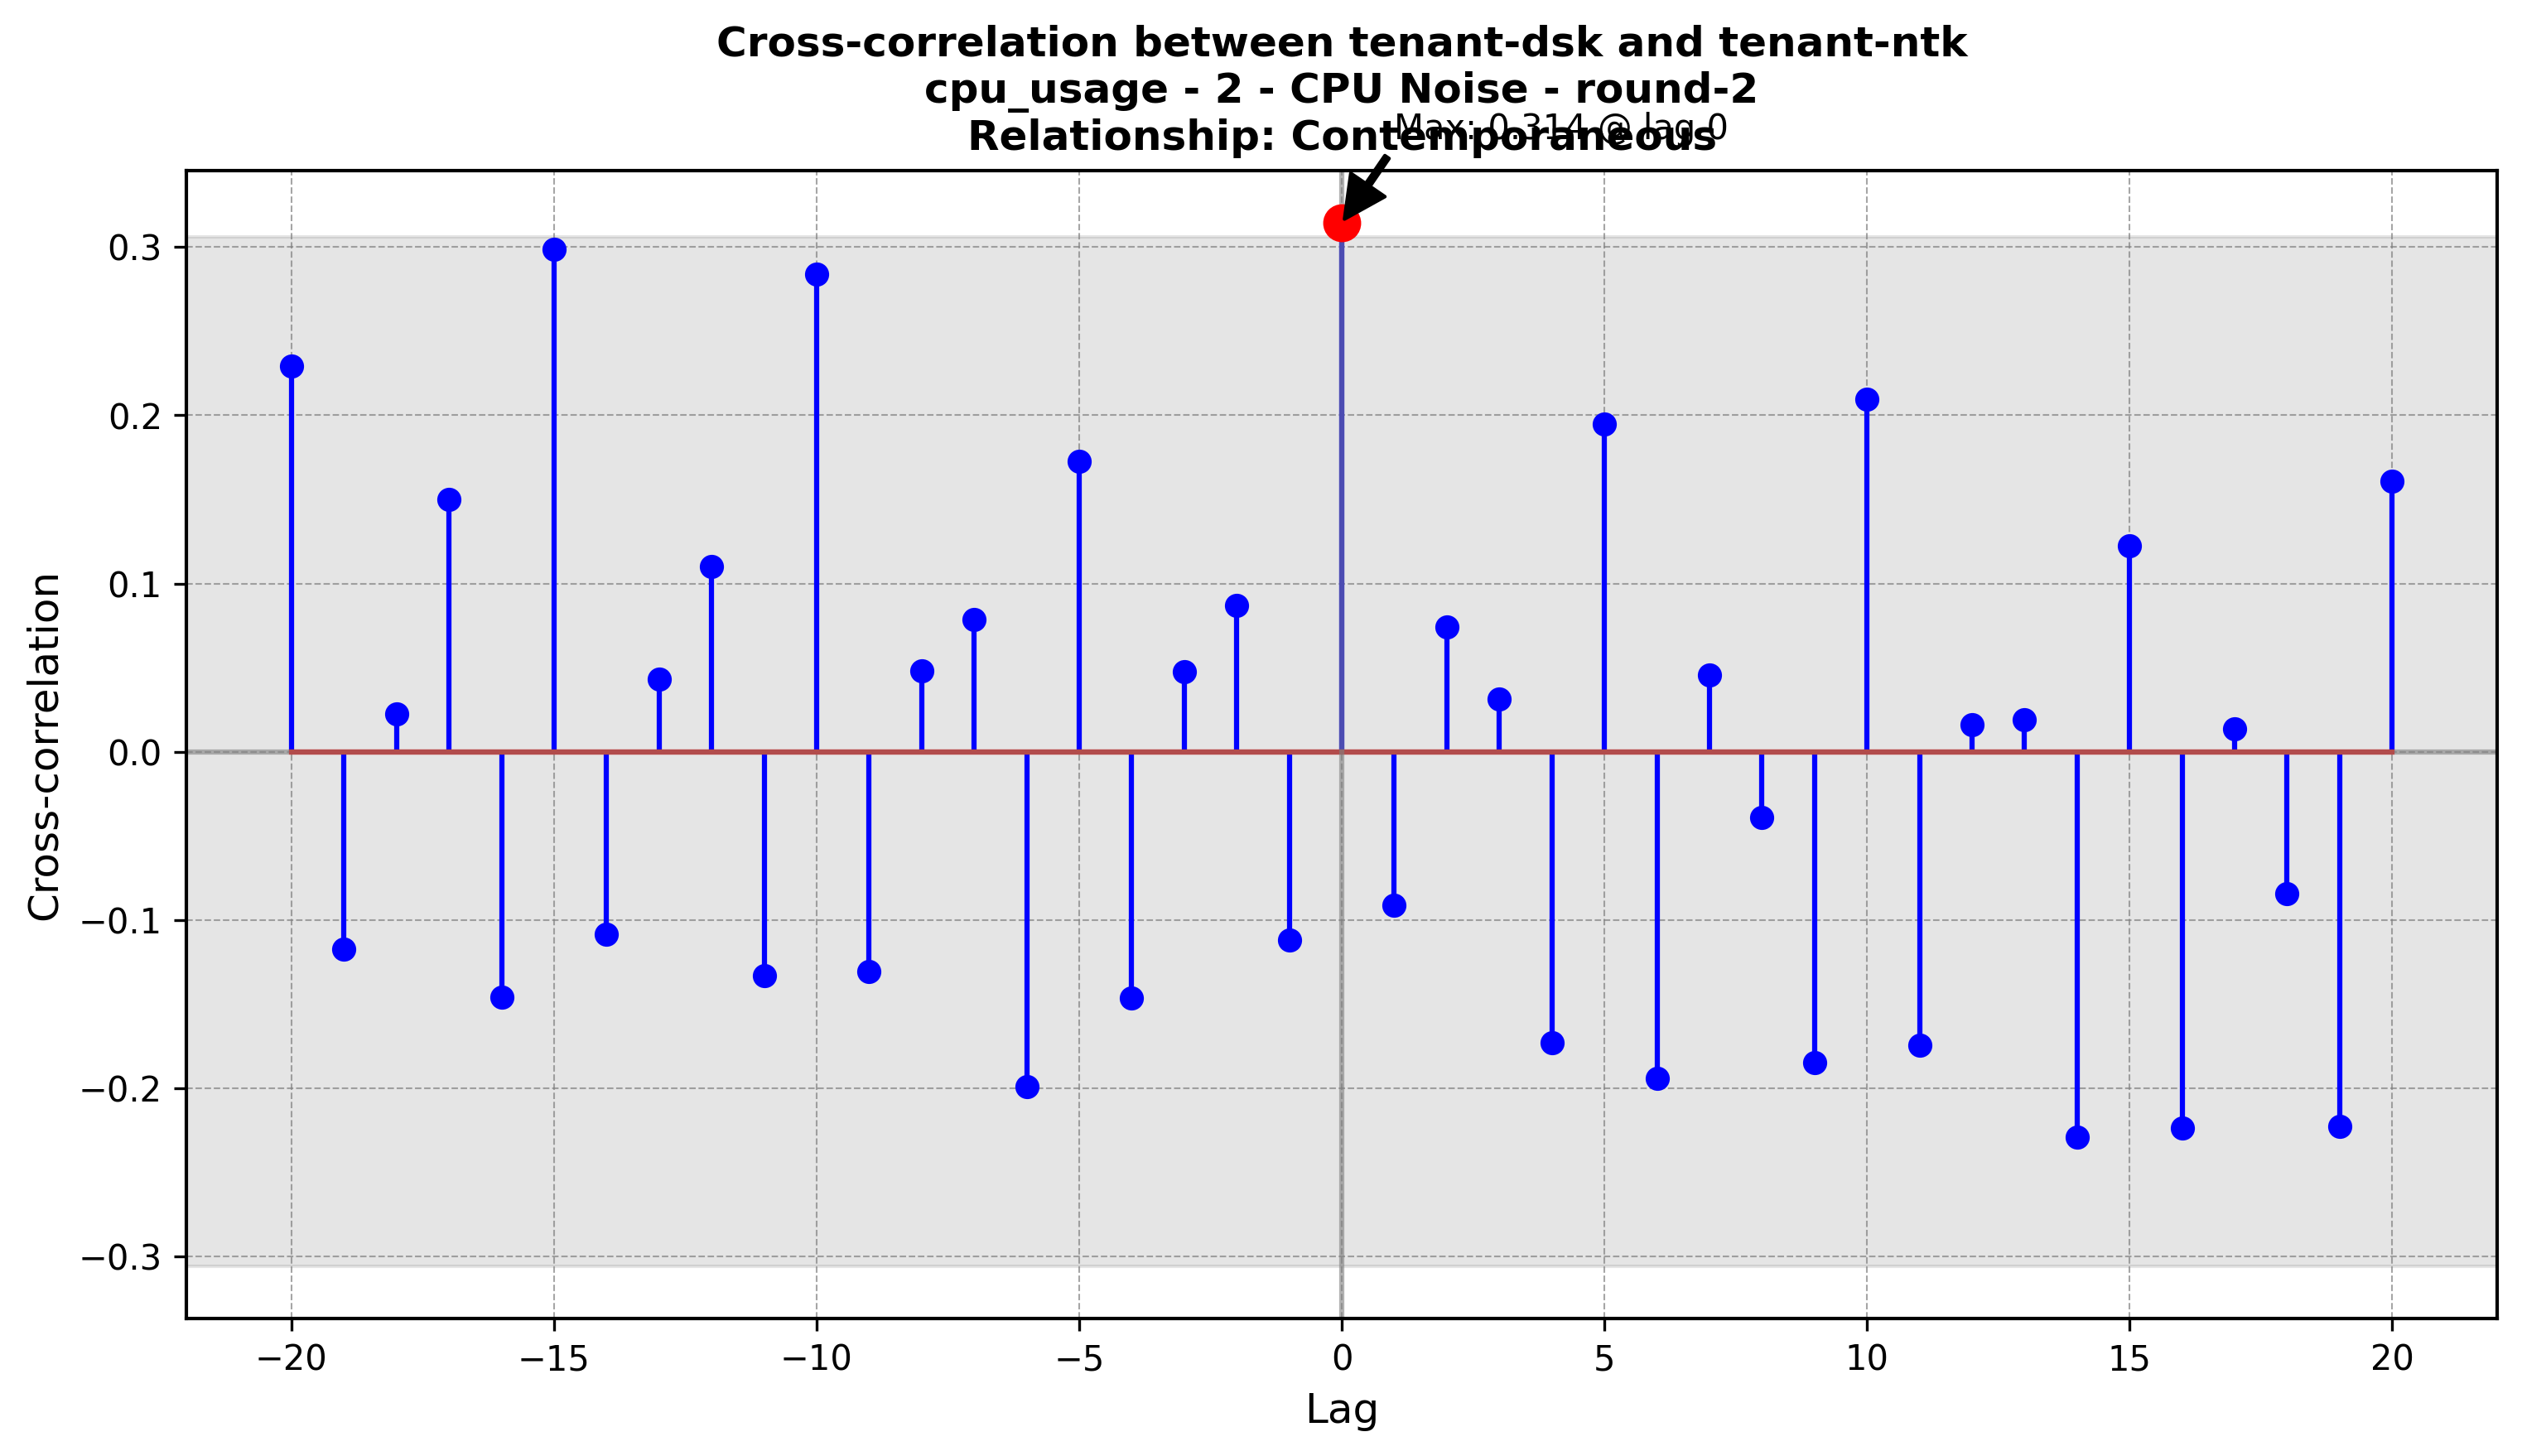 Cross-correlation between tenant-dsk and tenant-ntk
cpu_usage - 2 - CPU Noise - round-2
Relationship: Contemporaneous
Max: 0.314 @ lag 0
Cross-correlation
0.3
0.2
0.1
0.0
−0.1
−0.2
−0.3
−20 −15 −10 −5 0 5 10 15 20
Lag